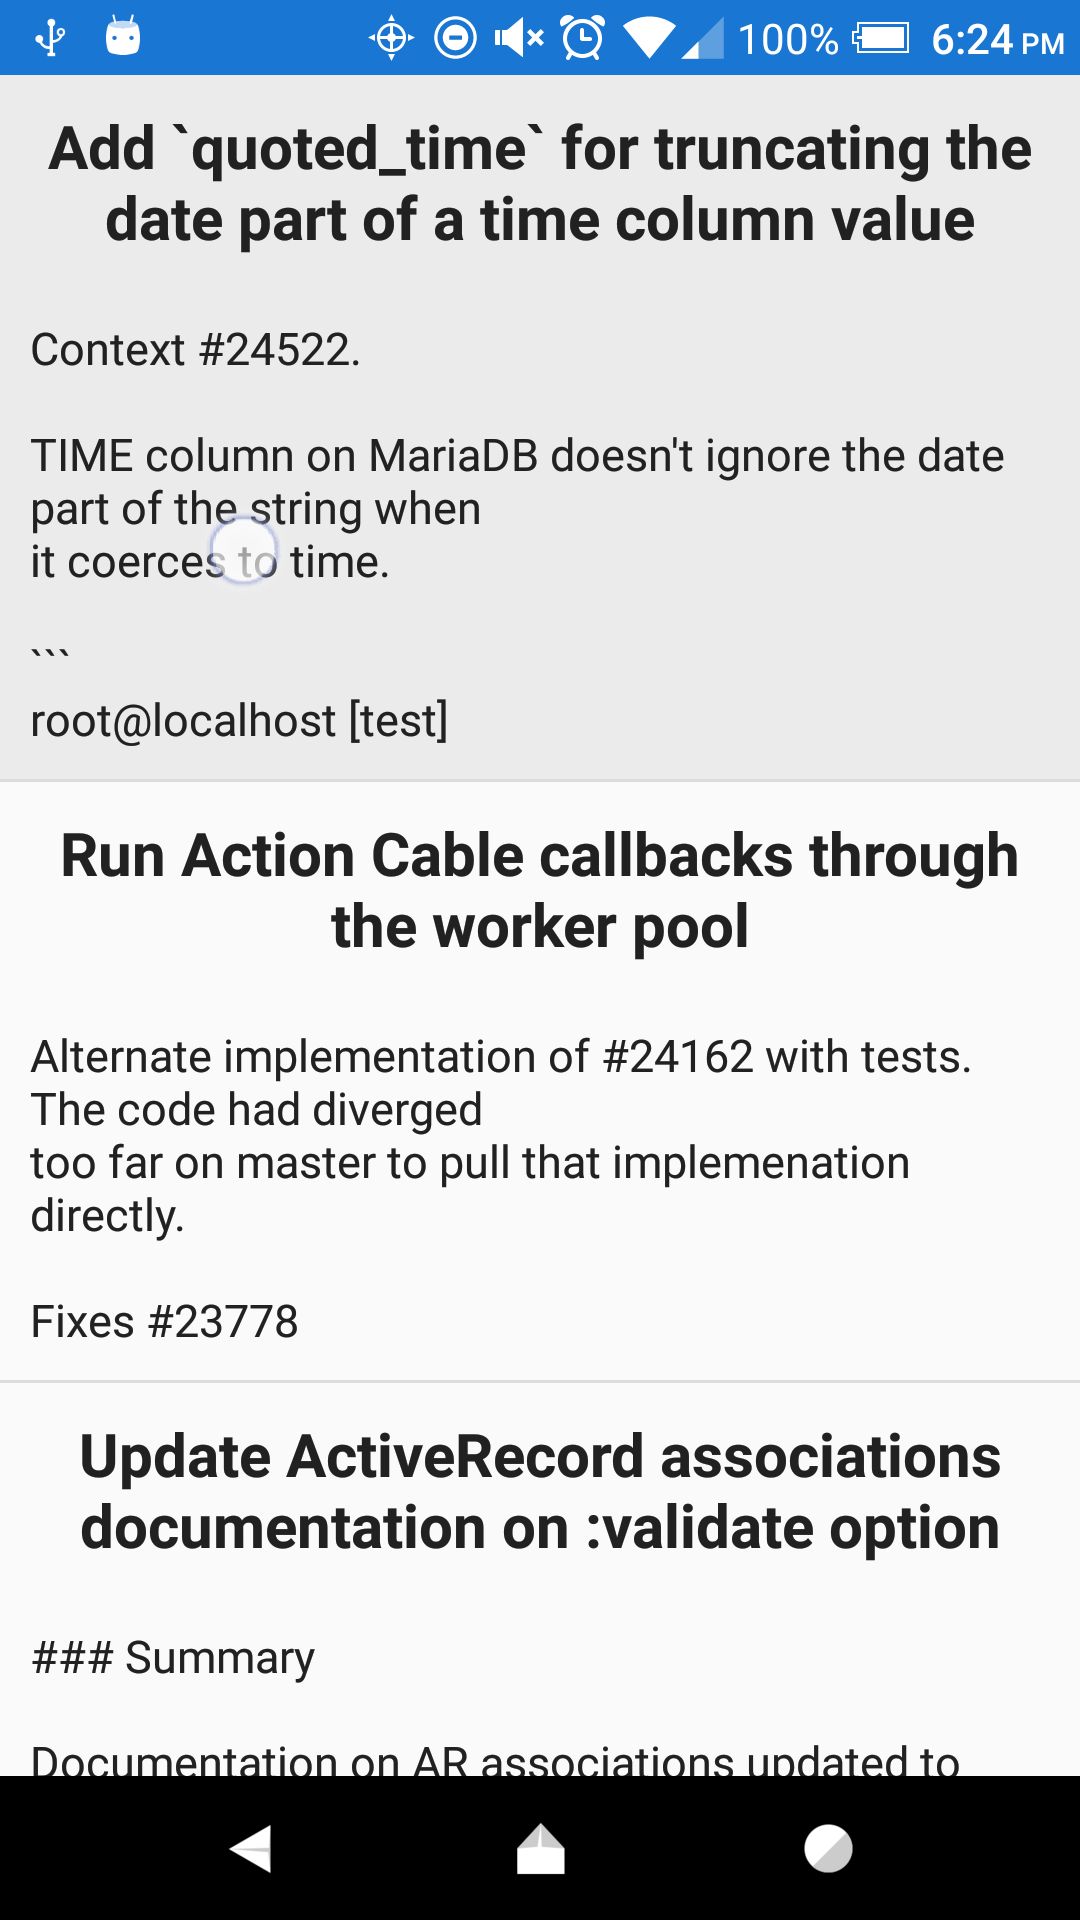 100% 6:24 PM
Add `quoted_time` for truncating the
date part of a time column value
Context #24522.
TIME column on MariaDB doesn't ignore the date
part of the string when
it coerces to time.
```
root@localhost [test]
Run Action Cable callbacks through
the worker pool
Alternate implementation of #24162 with tests.
The code had diverged
too far on master to pull that implemenation
directly.
Fixes #23778
Update ActiveRecord associations
documentation on :validate option
### Summary
Documentation on AR associations updated to